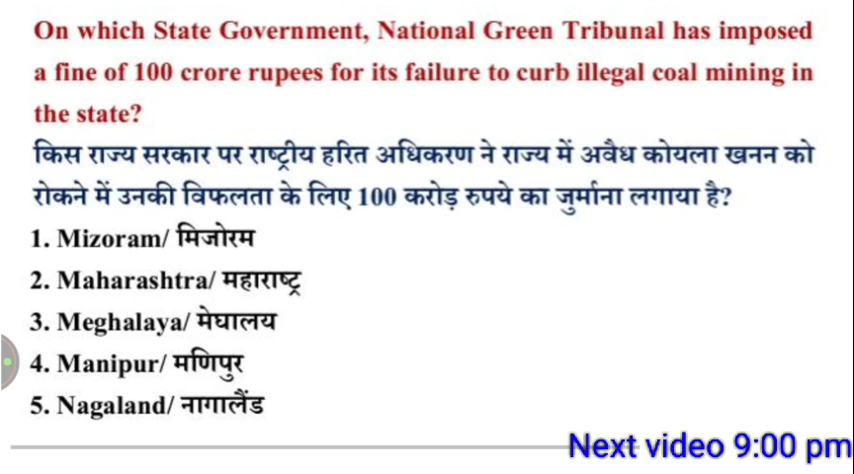 On which State Government, National Green Tribunal has imposed
a fine of 100 crore rupees for its failure to curb illegal coal mining in
the state?
किस राज्य सरकार पर राष्ट्रीय हरित अधिकरण ने राज्य में अवैध कोयला खनन को
रोकने में उनकी विफलता के लिए 100 करोड़ रुपये का जुर्माना लगाया है?
1. Mizoram/ मिजोरम
2. Maharashtra/ महाराष्ट्र
3. Meghalaya/ मेघालय
4. Manipur/ मणिपुर
5. Nagaland/ नागालैंड
Next video 9:00 pm